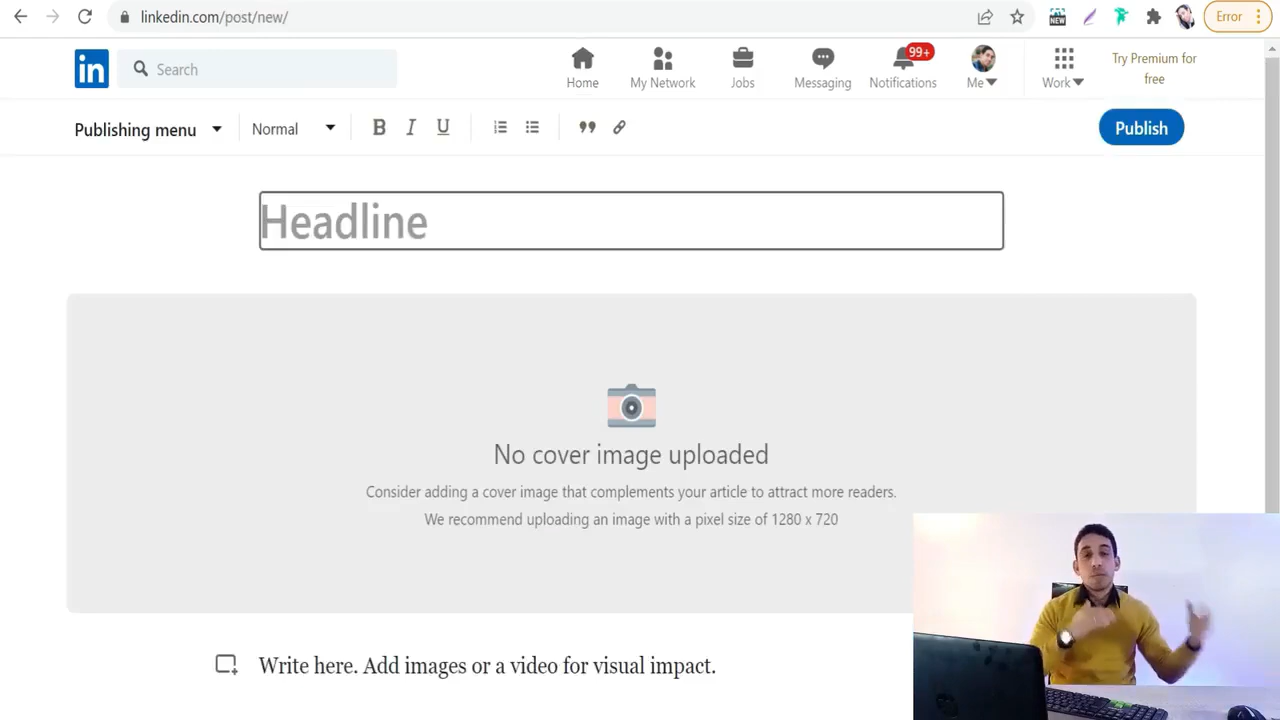 linkedin.com/post/new/
NEW
Error
in
Search
Home
My Network
Jobs
Messaging
99+
Notifications
Me
Work
Try Premium for
free
Publishing menu
Normal
B I U
Publish
Headline
No cover image uploaded
Consider adding a cover image that complements your article to attract more readers.
We recommend uploading an image with a pixel size of 1280 x 720
Write here. Add images or a video for visual impact.